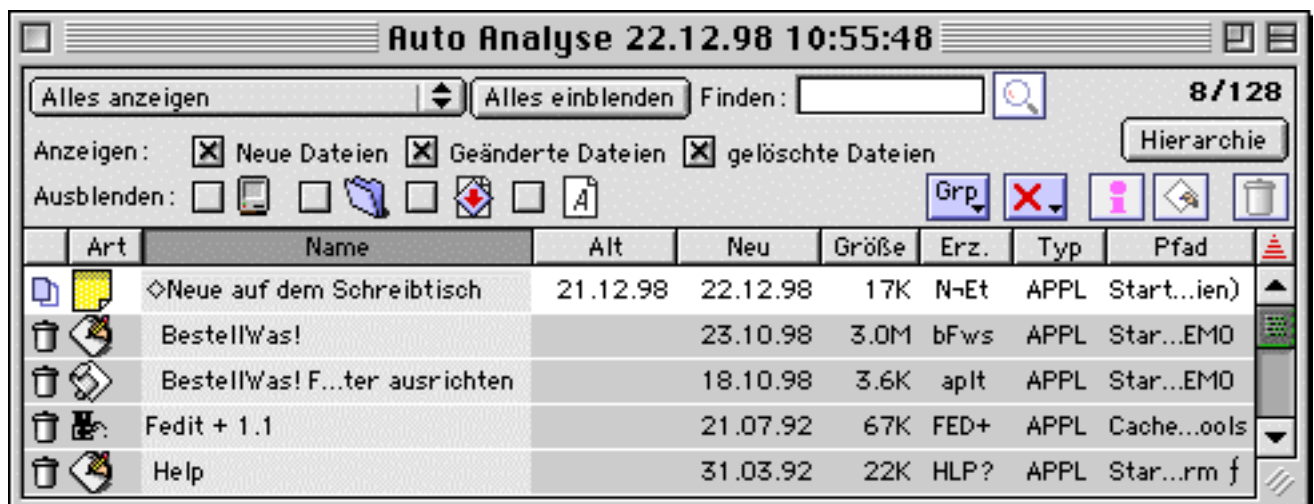 Auto Analyse 22.12.98 10:55:48
Alles anzeigen Alles einblenden Finden: 8/128
Hierarchie
Anzeigen: Neue Dateien Geänderte Dateien gelöschte Dateien
Ausblenden: A Grp
Art Name Alt Neu Größe Erz. Typ Pfad
◇Neue auf dem Schreibtisch 21.12.98 22.12.98 17K N¬Et APPL Start...ien)
BestellWas! 23.10.98 3.0M bFws APPL Star...EMO
BestellWas! F...ter ausrichten 18.10.98 3.6K aplt APPL Star...EMO
Fedit + 1.1 21.07.92 67K FED+ APPL Cache...ools
Help 31.03.92 22K HLP? APPL Star...rm ƒ